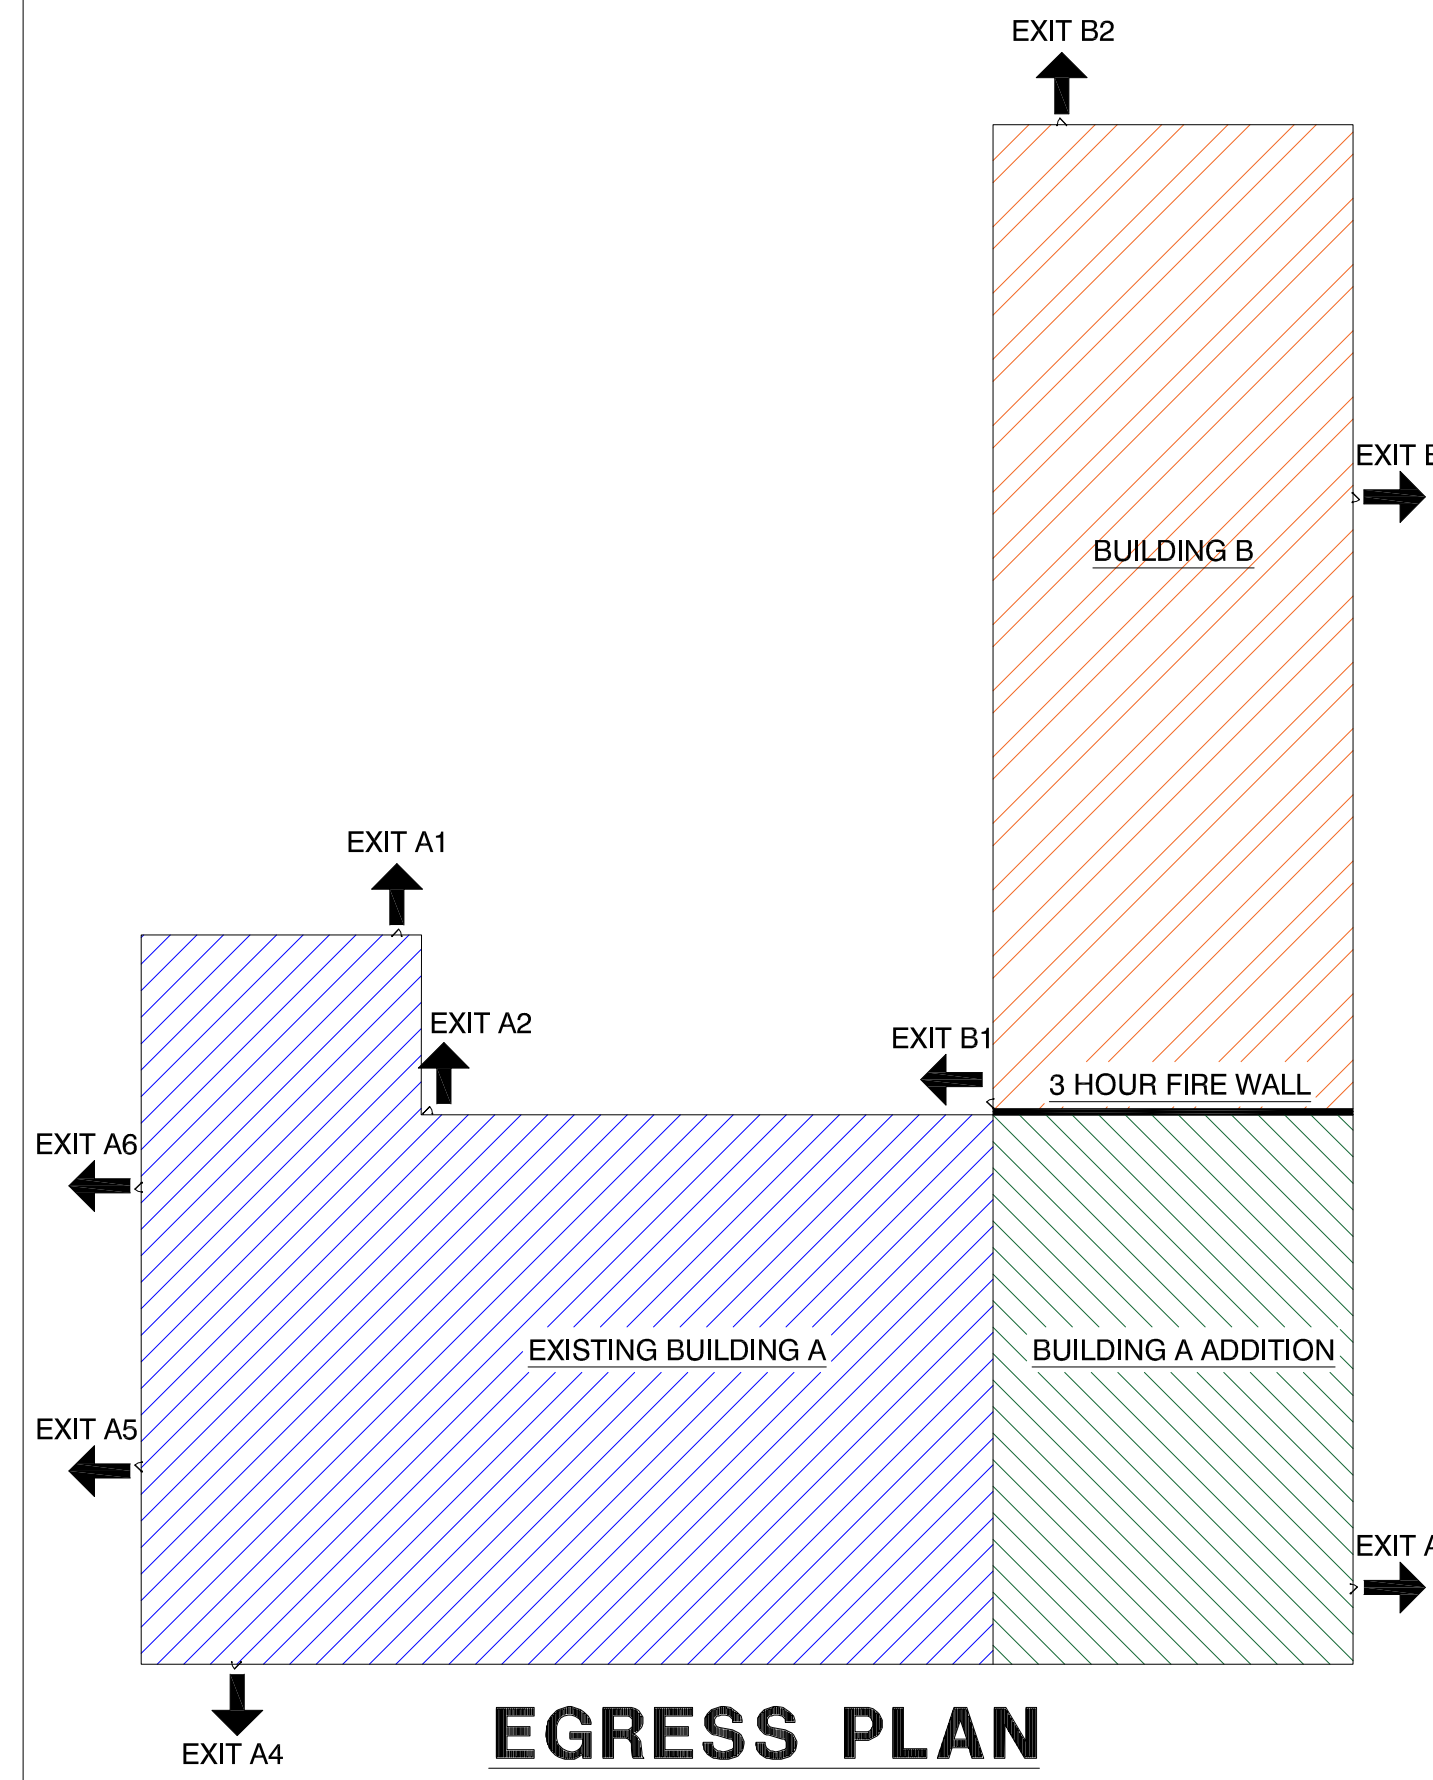 EXIT B2
EXIT
BUILDING B
EXIT A1
EXIT A2
EXIT B1
3 HOUR FIRE WALL
EXIT A6
EXISTING BUILDING A
BUILDING A ADDITION
EXIT A5
EXIT
EXIT A4
EGRESS PLAN